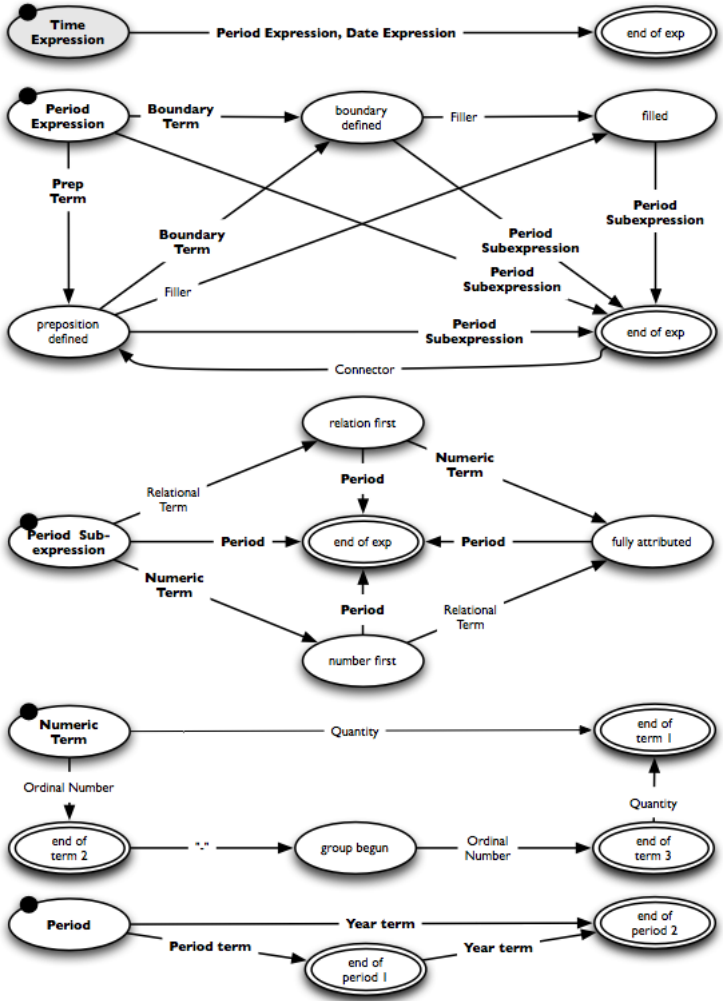 Time
Expression
Period Expression, Date Expression
end of exp
Period
Expression
Boundary
Term
boundary
defined
Filler
filled
Prep
Term
Boundary
Term
Filler
Period
Subexpression
Period
Subexpression
Period
Subexpression
preposition
defined
Period
Subexpression
end of exp
Connector
relation first
Relational
Term
Period
Numeric
Term
Period Sub-
expression
Period
end of exp
Period
fully attributed
Numeric
Term
Period
Relational
Term
number first
Numeric
Term
Quantity
end of
term 1
Ordinal Number
Quantity
end of
term 2
"-"
group begun
Ordinal
Number
end of
term 3
Period
Year term
end of
period 2
Period term
end of
period 1
Year term